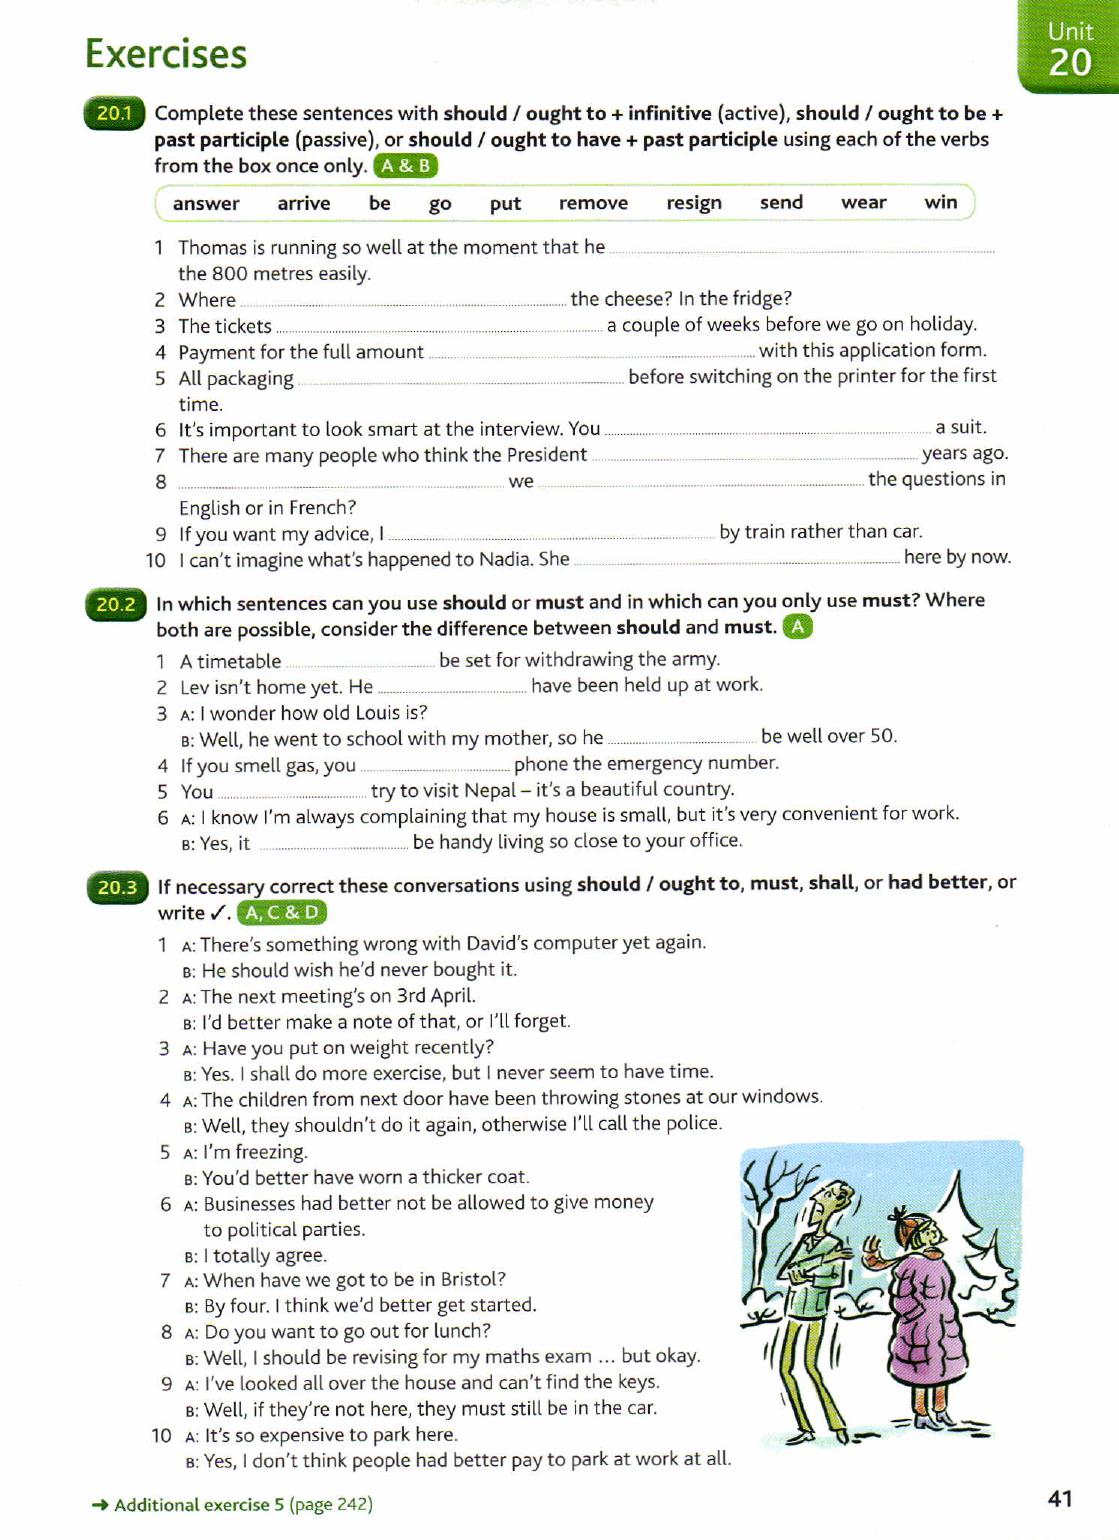 Exercises
Unit
20
20.1 Complete these sentences with should / ought to + infinitive (active), should / ought to be +
past participle (passive), or should / ought to have + past participle using each of the verbs
from the box once only. A & B
answer arrive be go put remove resign send wear win
1 Thomas is running so well at the moment that he ........
the 800 metres easily.
2 Where ........ the cheese? In the fridge?
3 The tickets ........ a couple of weeks before we go on holiday.
4 Payment for the full amount ........ with this application form.
5 All packaging ........ before switching on the printer for the first
time.
6 It's important to look smart at the interview. You ........ a suit.
7 There are many people who think the President ........ years ago.
8 ........ we ........ the questions in
English or in French?
9 If you want my advice, I ........ by train rather than car.
10 I can't imagine what's happened to Nadia. She ........ here by now.
20.2 In which sentences can you use should or must and in which can you only use must? Where
both are possible, consider the difference between should and must. A
1 A timetable ........ be set for withdrawing the army.
2 Lev isn't home yet. He ........ have been held up at work.
3 A: I wonder how old Louis is?
B: Well, he went to school with my mother, so he ........ be well over 50.
4 If you smell gas, you ........ phone the emergency number.
5 You ........ try to visit Nepal – it's a beautiful country.
6 A: I know I'm always complaining that my house is small, but it's very convenient for work.
B: Yes, it ........ be handy living so close to your office.
20.3 If necessary correct these conversations using should / ought to, must, shall, or had better, or
write ✓. A, C & D
1 A: There's something wrong with David's computer yet again.
B: He should wish he'd never bought it.
2 A: The next meeting's on 3rd April.
B: I'd better make a note of that, or I'll forget.
3 A: Have you put on weight recently?
B: Yes. I shall do more exercise, but I never seem to have time.
4 A: The children from next door have been throwing stones at our windows.
B: Well, they shouldn't do it again, otherwise I'll call the police.
5 A: I'm freezing.
B: You'd better have worn a thicker coat.
6 A: Businesses had better not be allowed to give money
to political parties.
B: I totally agree.
7 A: When have we got to be in Bristol?
B: By four. I think we'd better get started.
8 A: Do you want to go out for lunch?
B: Well, I should be revising for my maths exam ... but okay.
9 A: I've looked all over the house and can't find the keys.
B: Well, if they're not here, they must still be in the car.
10 A: It's so expensive to park here.
B: Yes, I don't think people had better pay to park at work at all.
➜ Additional exercise 5 (page 242)
41